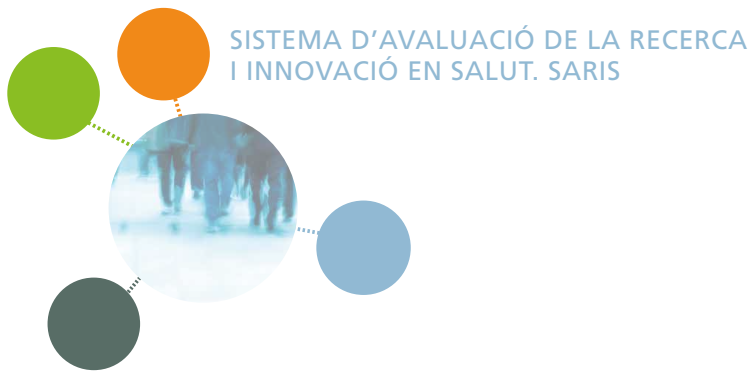 SISTEMA D’AVALUACIÓ DE LA RECERCA
I INNOVACIÓ EN SALUT. SARIS